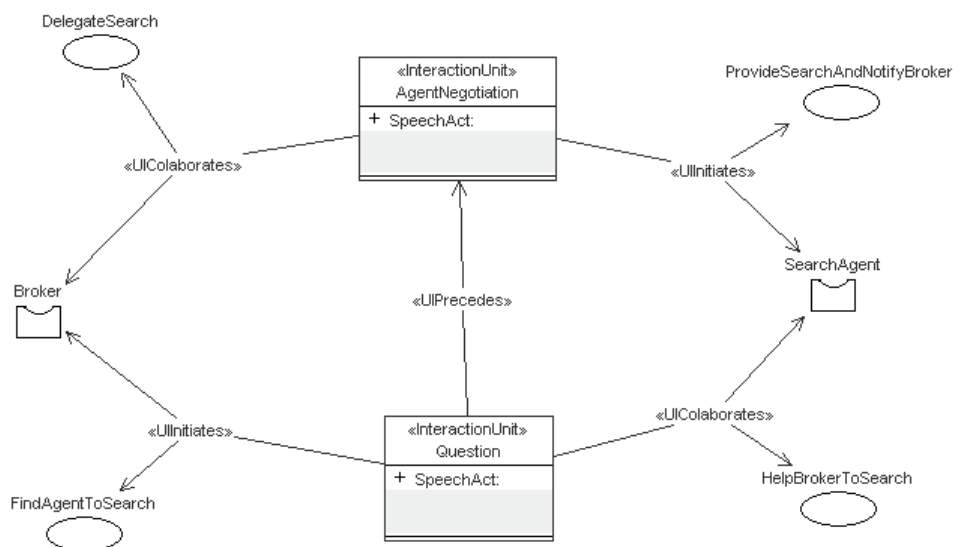 DelegateSearch
«InteractionUnit»
AgentNegotiation
+ SpeechAct:
ProvideSearchAndNotifyBroker
«UIColaborates»
«UIInitiates»
SearchAgent
Broker
«UIPrecedes»
«UIColaborates»
«UIInitiates»
«InteractionUnit»
Question
+ SpeechAct:
HelpBrokerToSearch
FindAgentToSearch